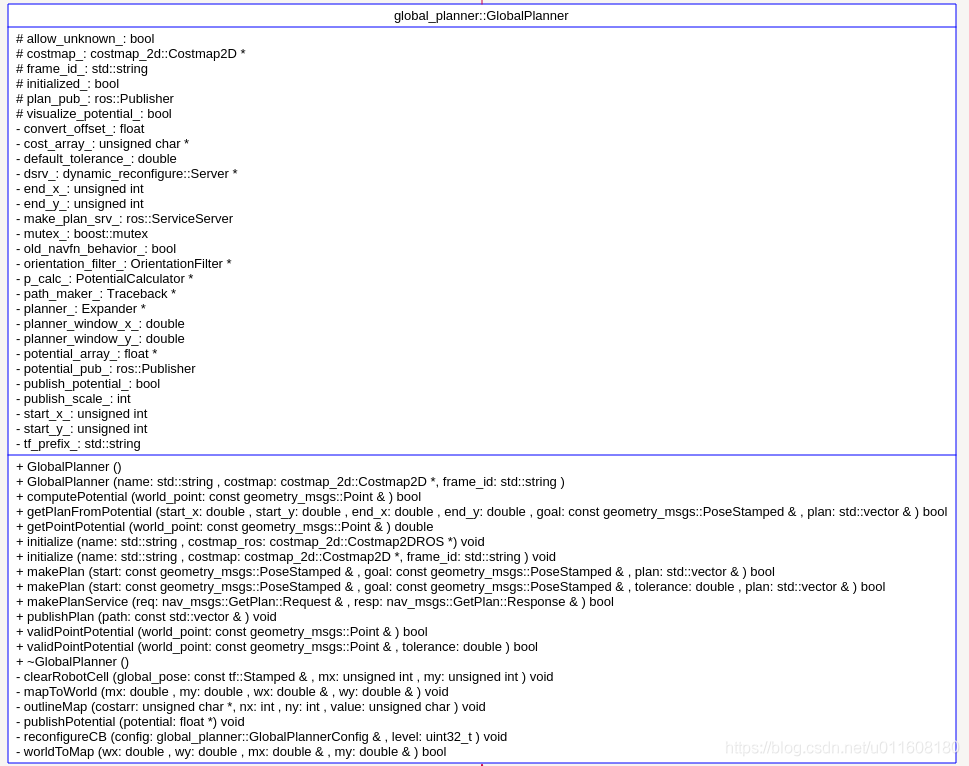 global_planner::GlobalPlanner
# allow_unknown_: bool
# costmap_: costmap_2d::Costmap2D *
# frame_id_: std::string
# initialized_: bool
# plan_pub_: ros::Publisher
# visualize_potential_: bool
- convert_offset_: float
- cost_array_: unsigned char *
- default_tolerance_: double
- dsrv_: dynamic_reconfigure::Server *
- end_x_: unsigned int
- end_y_: unsigned int
- make_plan_srv_: ros::ServiceServer
- mutex_: boost::mutex
- old_navfn_behavior_: bool
- orientation_filter_: OrientationFilter *
- p_calc_: PotentialCalculator *
- path_maker_: Traceback *
- planner_: Expander *
- planner_window_x_: double
- planner_window_y_: double
- potential_array_: float *
- potential_pub_: ros::Publisher
- publish_potential_: bool
- publish_scale_: int
- start_x_: unsigned int
- start_y_: unsigned int
- tf_prefix_: std::string
+ GlobalPlanner ()
+ GlobalPlanner (name: std::string , costmap: costmap_2d::Costmap2D *, frame_id: std::string )
+ computePotential (world_point: const geometry_msgs::Point & ) bool
+ getPlanFromPotential (start_x: double , start_y: double , end_x: double , end_y: double , goal: const geometry_msgs::PoseStamped & , plan: std::vector & ) bool
+ getPointPotential (world_point: const geometry_msgs::Point & ) double
+ initialize (name: std::string , costmap_ros: costmap_2d::Costmap2DROS *) void
+ initialize (name: std::string , costmap: costmap_2d::Costmap2D *, frame_id: std::string ) void
+ makePlan (start: const geometry_msgs::PoseStamped & , goal: const geometry_msgs::PoseStamped & , plan: std::vector & ) bool
+ makePlan (start: const geometry_msgs::PoseStamped & , goal: const geometry_msgs::PoseStamped & , tolerance: double , plan: std::vector & ) bool
+ makePlanService (req: nav_msgs::GetPlan::Request & , resp: nav_msgs::GetPlan::Response & ) bool
+ publishPlan (path: const std::vector & ) void
+ validPointPotential (world_point: const geometry_msgs::Point & ) bool
+ validPointPotential (world_point: const geometry_msgs::Point & , tolerance: double ) bool
+ ~GlobalPlanner ()
- clearRobotCell (global_pose: const tf::Stamped & , mx: unsigned int , my: unsigned int ) void
- mapToWorld (mx: double , my: double , wx: double & , wy: double & ) void
- outlineMap (costarr: unsigned char *, nx: int , ny: int , value: unsigned char ) void
- publishPotential (potential: float *) void
- reconfigureCB (config: global_planner::GlobalPlannerConfig & , level: uint32_t ) void
- worldToMap (wx: double , wy: double , mx: double & , my: double & ) bool
https://blog.csdn.net/u011608180